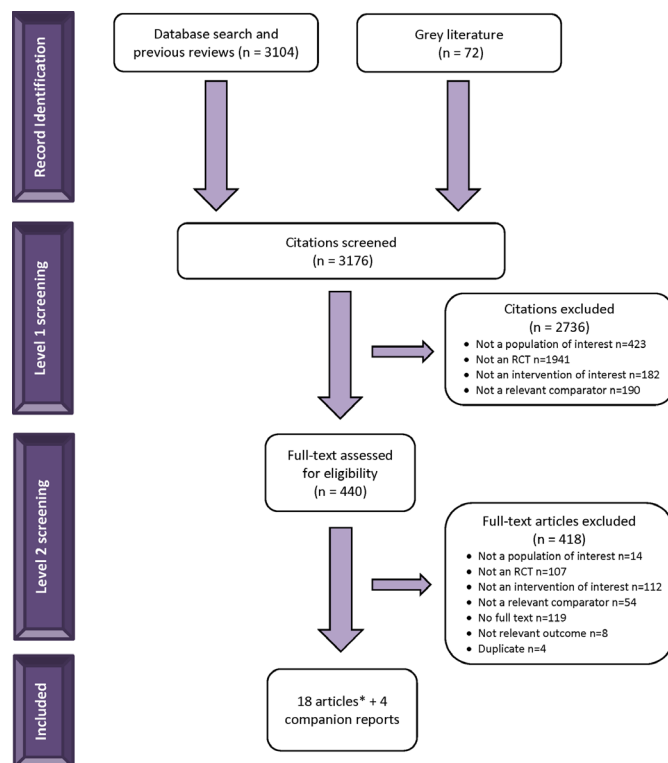 Record Identification
Database search and
previous reviews (n = 3104)
Grey literature
(n = 72)
Level 1 screening
Citations screened
(n = 3176)
Citations excluded
(n = 2736)
• Not a population of interest n=423
• Not an RCT n=1941
• Not an intervention of interest n=182
• Not a relevant comparator n=190
Level 2 screening
Full-text assessed
for eligibility
(n = 440)
Full-text articles excluded
(n = 418)
• Not a population of interest n=14
• Not an RCT n=107
• Not an intervention of interest n=112
• Not a relevant comparator n=54
• No full text n=119
• Not relevant outcome n=8
• Duplicate n=4
Included
18 articles* + 4
companion reports